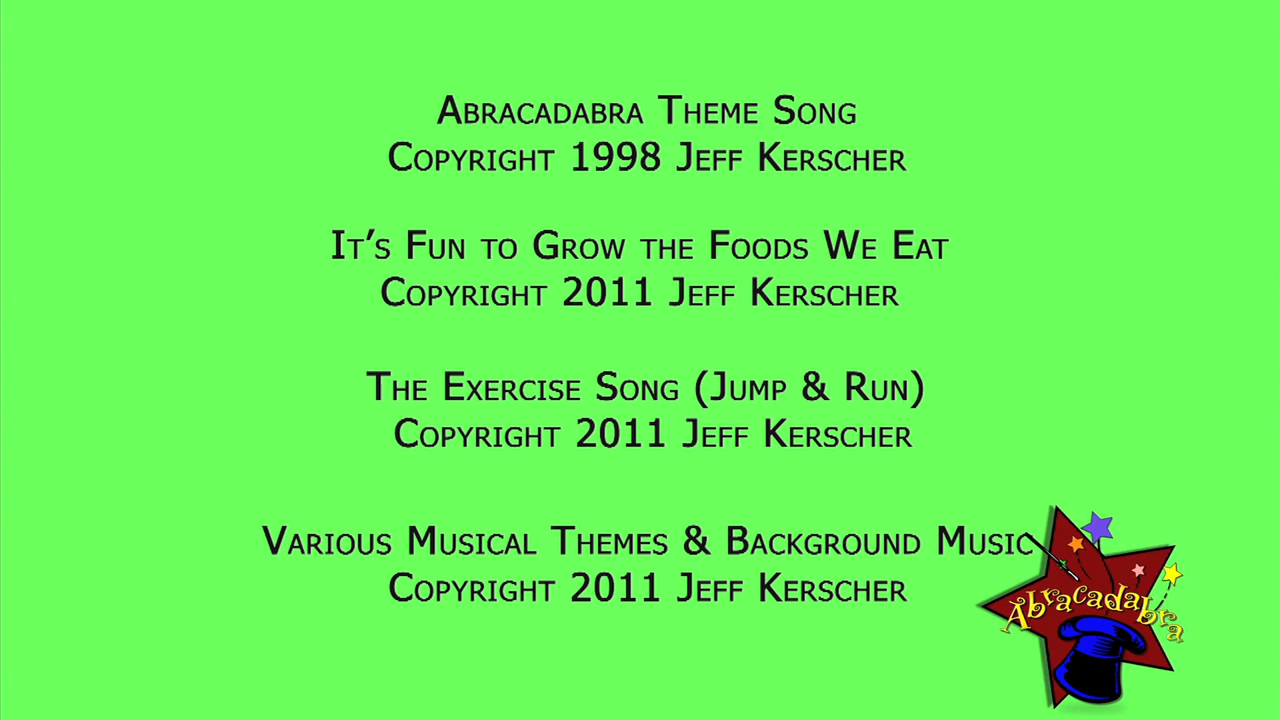 Abracadabra Theme Song
Copyright 1998 Jeff Kerscher
It's Fun to Grow the Foods We Eat
Copyright 2011 Jeff Kerscher
The Exercise Song (Jump & Run)
Copyright 2011 Jeff Kerscher
Various Musical Themes & Background Music
Copyright 2011 Jeff Kerscher
Abracadabra